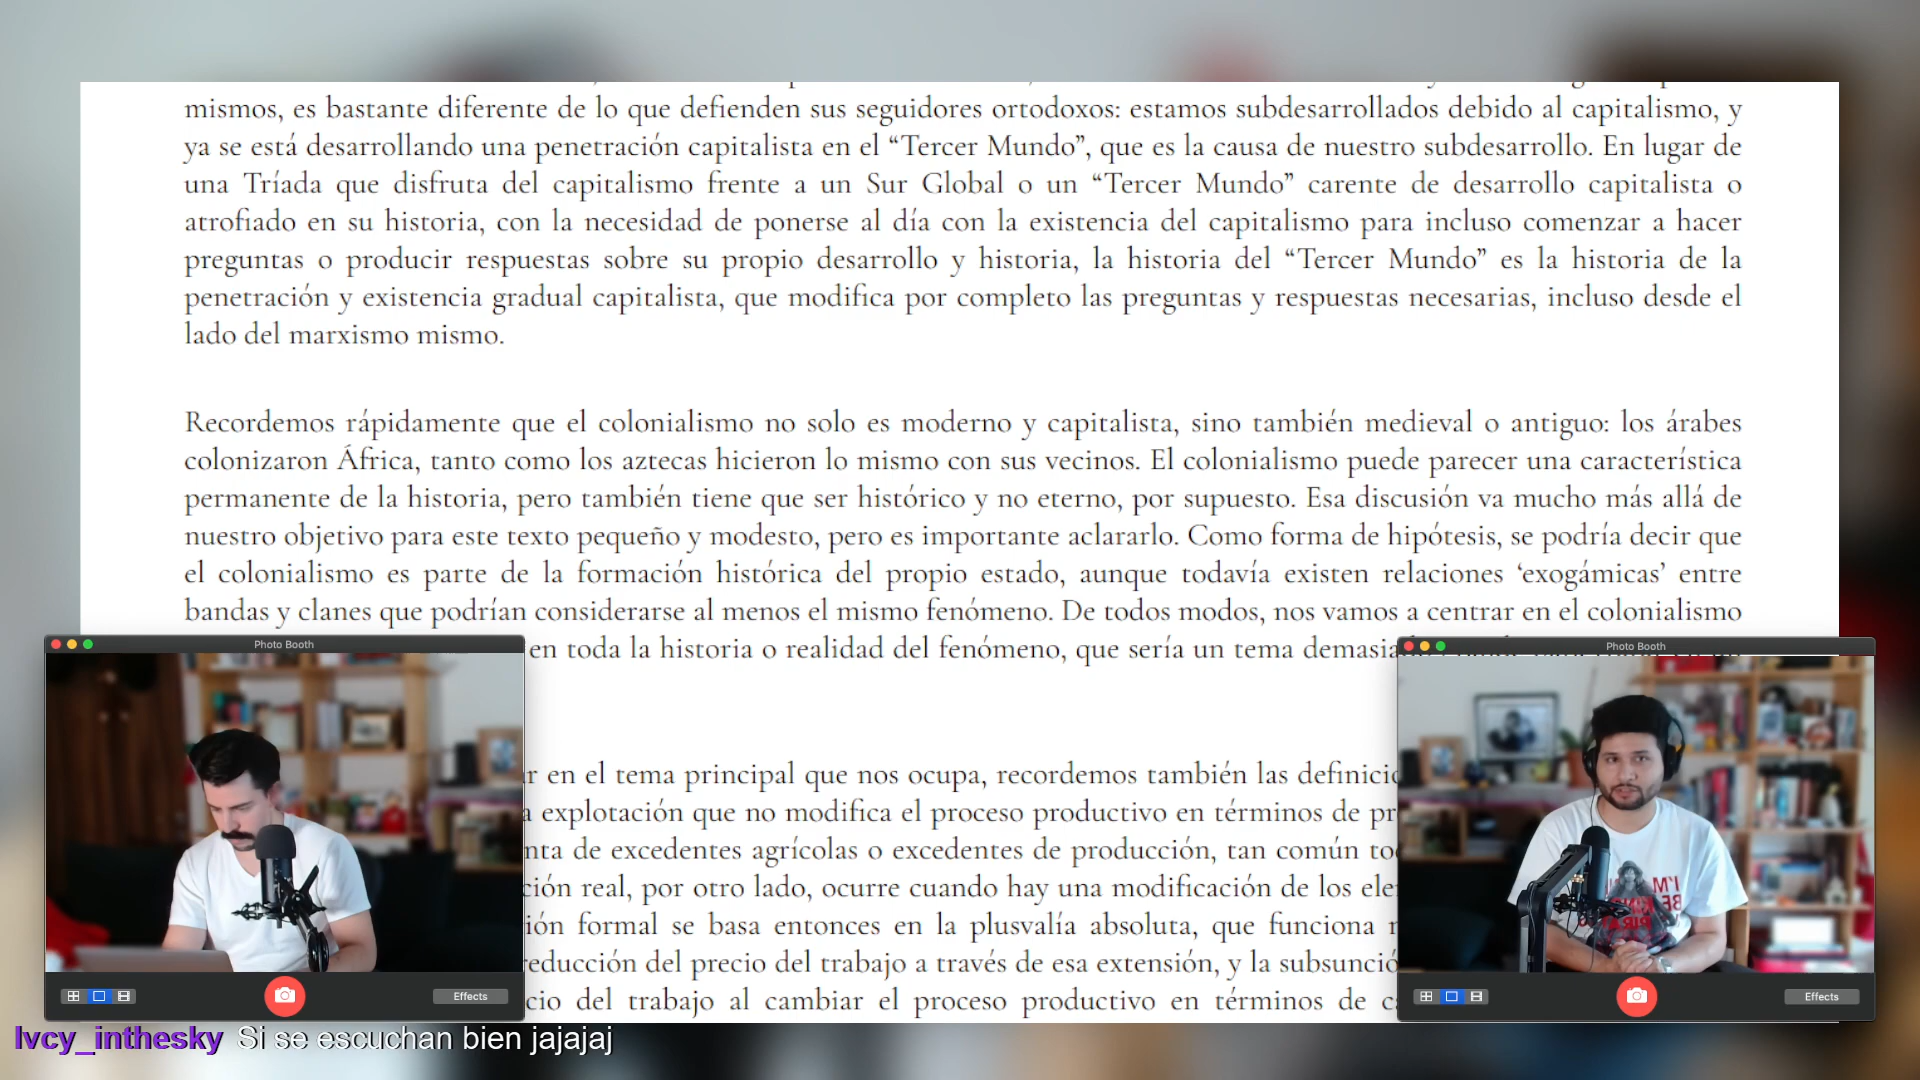 mismos, es bastante diferente de lo que defienden sus seguidores ortodoxos: estamos subdesarrollados debido al capitalismo, y
ya se está desarrollando una penetración capitalista en el “Tercer Mundo”, que es la causa de nuestro subdesarrollo. En lugar de
una Tríada que disfruta del capitalismo frente a un Sur Global o un “Tercer Mundo” carente de desarrollo capitalista o
atrofiado en su historia, con la necesidad de ponerse al día con la existencia del capitalismo para incluso comenzar a hacer
preguntas o producir respuestas sobre su propio desarrollo y historia, la historia del “Tercer Mundo” es la historia de la
penetración y existencia gradual capitalista, que modifica por completo las preguntas y respuestas necesarias, incluso desde el
lado del marxismo mismo.
Recordemos rápidamente que el colonialismo no solo es moderno y capitalista, sino también medieval o antiguo: los árabes
colonizaron África, tanto como los aztecas hicieron lo mismo con sus vecinos. El colonialismo puede parecer una característica
permanente de la historia, pero también tiene que ser histórico y no eterno, por supuesto. Esa discusión va mucho más allá de
nuestro objetivo para este texto pequeño y modesto, pero es importante aclararlo. Como forma de hipótesis, se podría decir que
el colonialismo es parte de la formación histórica del propio estado, aunque todavía existen relaciones ‘exogámicas’ entre
bandas y clanes que podrían considerarse al menos el mismo fenómeno. De todos modos, nos vamos a centrar en el colonialismo
en toda la historia o realidad del fenómeno, que sería un tema
en el tema principal que nos ocupa, recordemos también las
explotación que no modifica el proceso productivo en términos de
de excedentes agrícolas o excedentes de producción, tan común
real, por otro lado, ocurre cuando hay una modificación de los
formal se basa entonces en la plusvalía absoluta, que funciona
reducción del precio del trabajo a través de esa extensión, y la
del trabajo al cambiar el proceso productivo en términos de
Photo Booth
Effects
Photo Booth
I'M
Effects
lvcy_inthesky Si se escuchan bien jajajaj